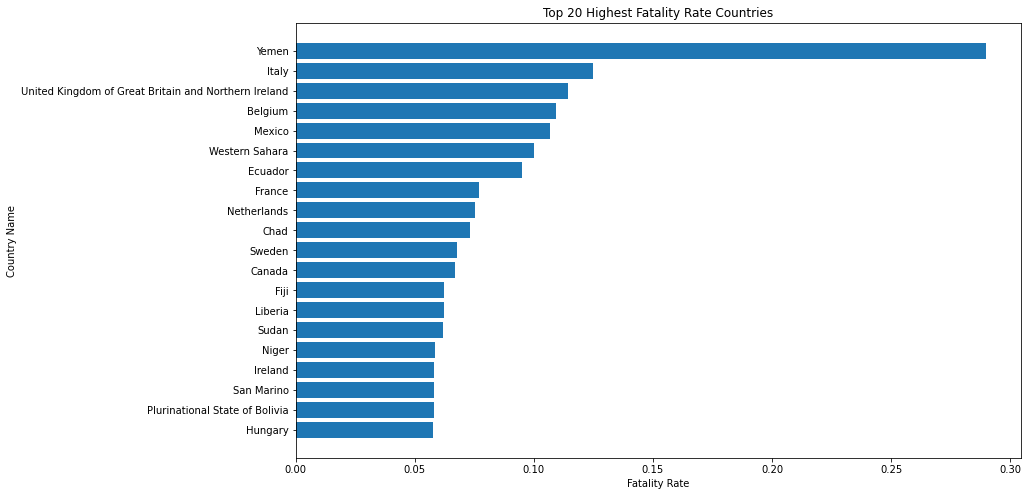 Top 20 Highest Fatality Rate Countries
Yemen
Italy
United Kingdom of Great Britain and Northern Ireland
Belgium
Mexico
Western Sahara
Ecuador
France
Netherlands
Chad
Sweden
Canada
Fiji
Liberia
Sudan
Niger
Ireland
San Marino
Plurinational State of Bolivia
Hungary
Country Name
0.00 0.05 0.10 0.15 0.20 0.25 0.30
Fatality Rate